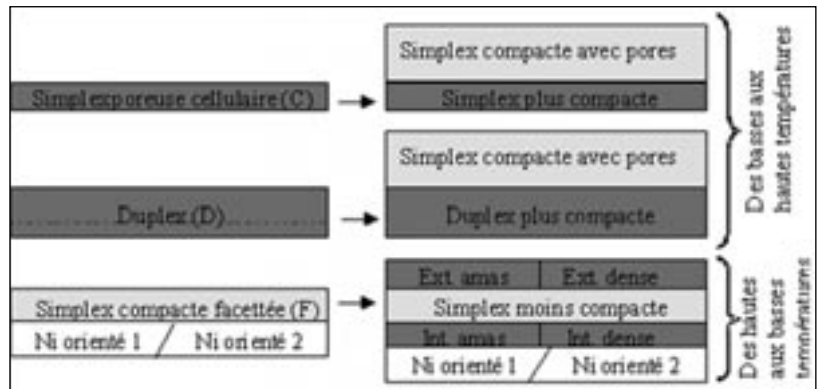 Simplex compacte avec pores
Simplexporeuse cellulaire (C)
Simplex plus compacte
Simplex compacte avec pores
Duplex (D)
Duplex plus compacte
Des basses aux
hautes températures
Ext. amas
Ext. dense
Simplex compacte facettée (F)
Simplex moins compacte
Int. amas
Int. dense
Ni orienté 1 / Ni orienté 2
Ni orienté 1 / Ni orienté 2
Des hautes
aux basses
températures